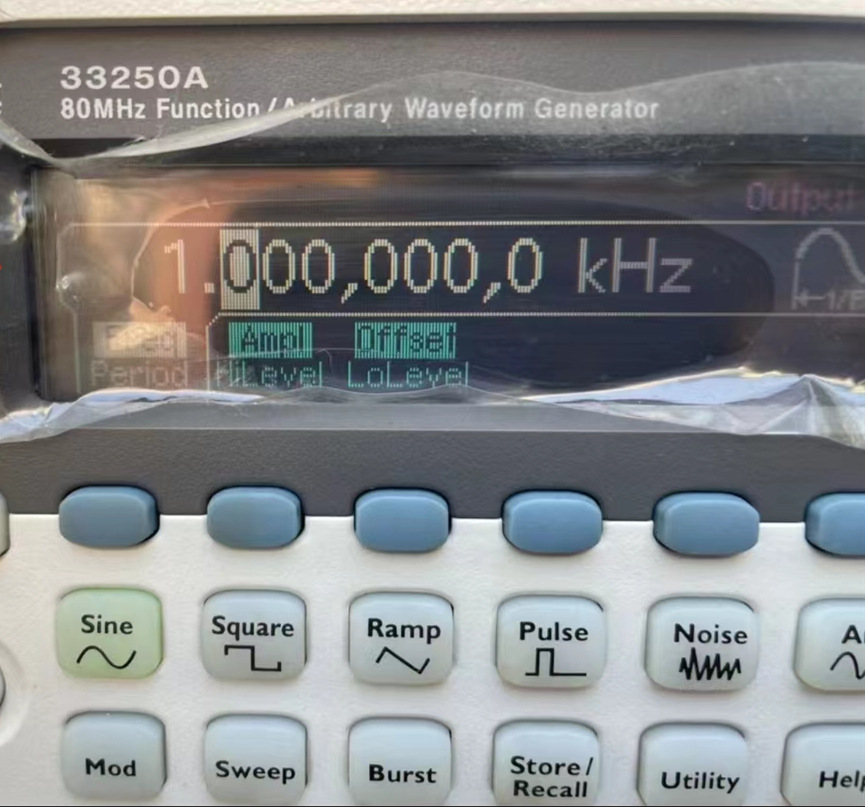 33250A
80MHz Function / Arbitrary Waveform Generator
Output
1.000,000,0 kHz
Freq Ampl Offset
Period HiLevel LoLevel
Sine Square Ramp Pulse Noise
Mod Sweep Burst Store/
Recall Utility Help